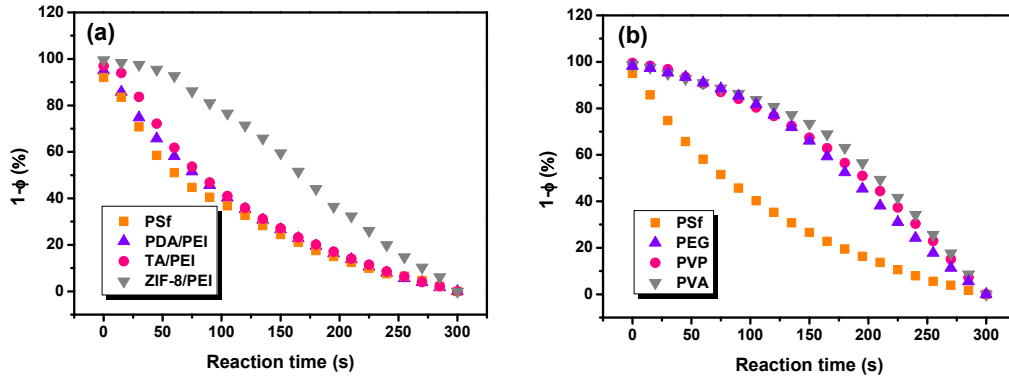 (a)
120
100
80
60
40
20
0
1-ϕ (%)
PSf
PDA/PEI
TA/PEI
ZIF-8/PEI
0 50 100 150 200 250 300
Reaction time (s)
(b)
120
100
80
60
40
20
0
1-ϕ (%)
PSf
PEG
PVP
PVA
0 50 100 150 200 250 300
Reaction time (s)